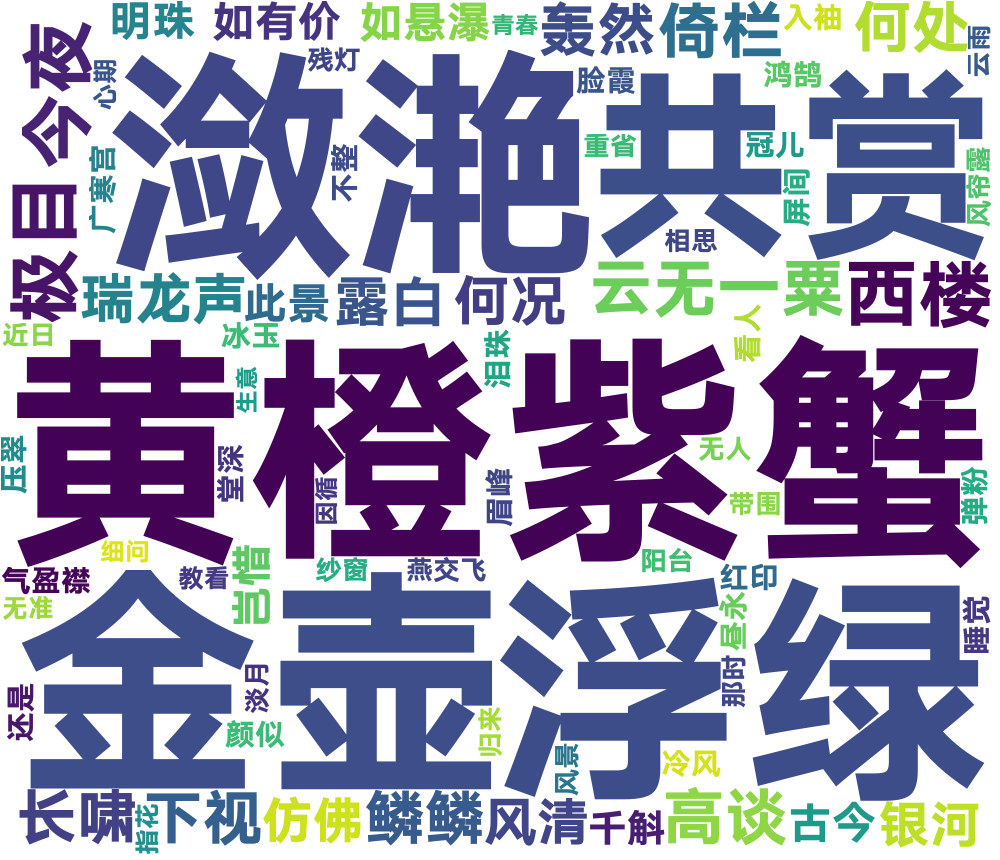 明珠
如有价
如悬瀑
青春
轰然
倚栏
入袖
何处
云雨
今夜
心期
残灯
脸霞
鸿鹄
潋滟
共赏
重省
冠儿
广寒宫
不整
屏间
风帘露
极目
相思
瑞龙声
此景
露白
何况
云无一粟
西楼
近日
冰玉
泪珠
看人
黄橙紫蟹
生意
压翠
堂深
因循
眉峰
无人
带围
弹粉
细问
岂惜
纱窗
燕交飞
阳台
红印
气盈襟
教看
无准
昼永
睡觉
金壶浮绿
还是
淡月
那时
颜似
归来
风景
冷风
长啸
指花
下视
仿佛
鳞鳞
风清
千斛
高谈
古今
银河